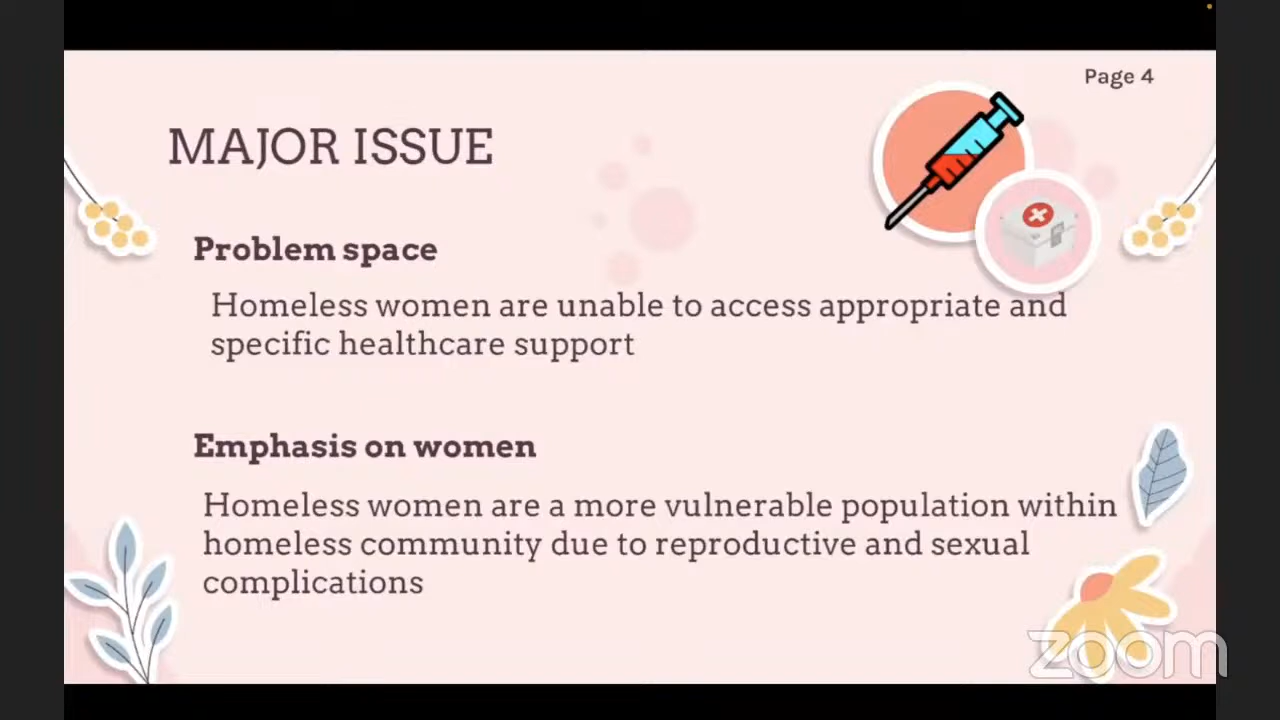 Page 4
MAJOR ISSUE
Problem space
Homeless women are unable to access appropriate and
specific healthcare support
Emphasis on women
Homeless women are a more vulnerable population within
homeless community due to reproductive and sexual
complications
zoom